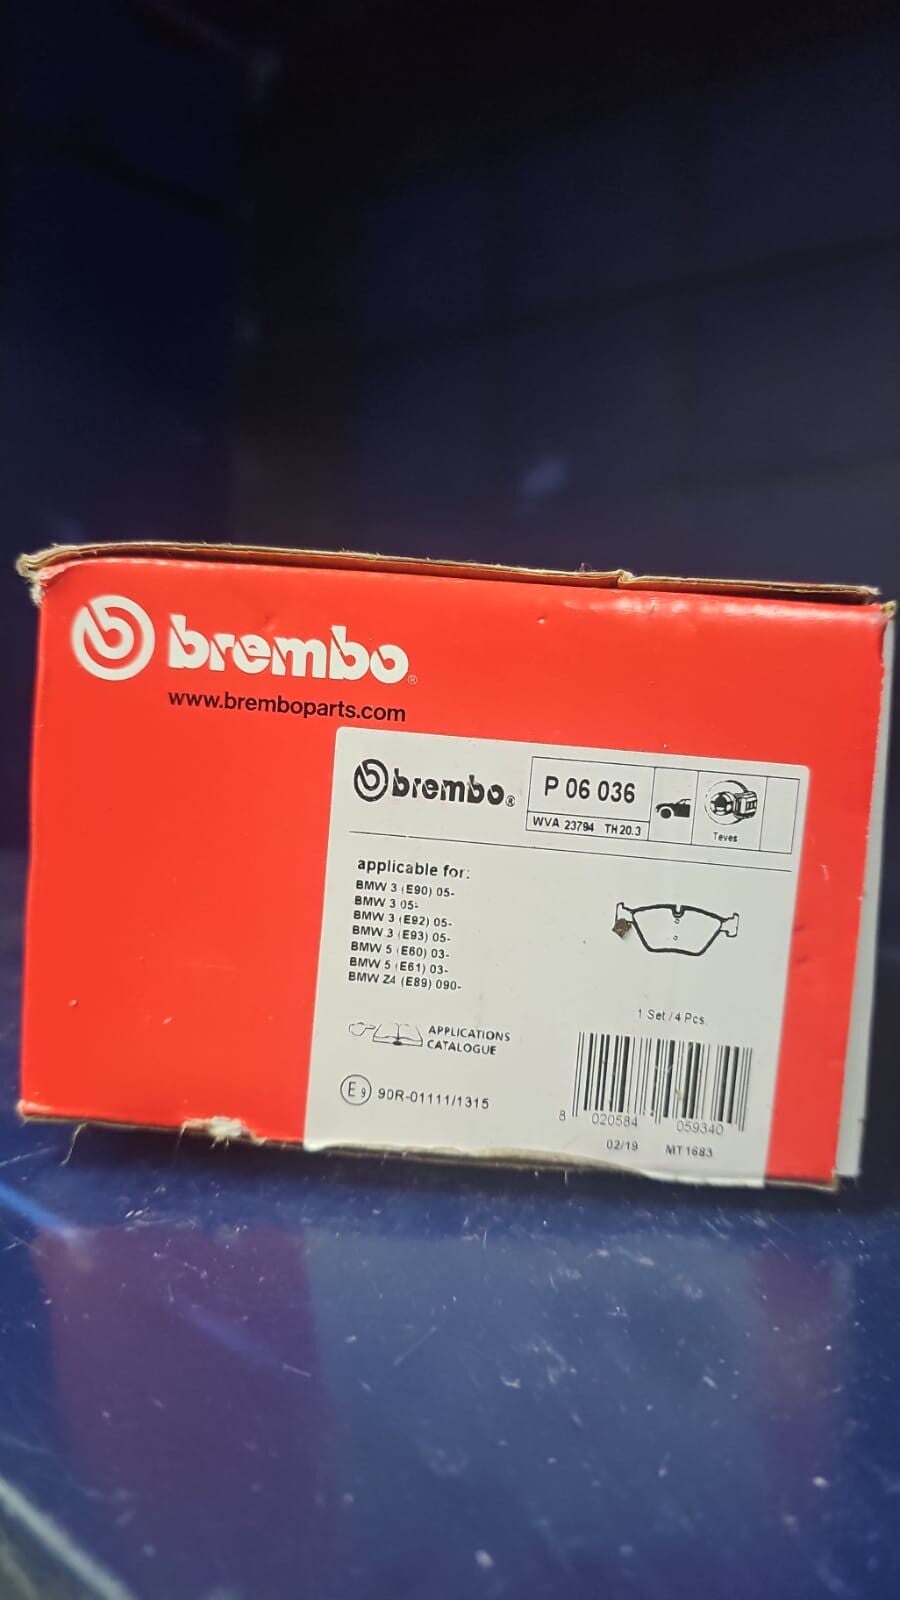 brembo®
www.bremboparts.com
brembo®
P 06 036
WVA 23794 TH 20.3
Teves
applicable for:
BMW 3 (E90) 05-
BMW 3 05-
BMW 3 (E92) 05-
BMW 3 (E93) 05-
BMW 5 (E60) 03-
BMW 5 (E61) 03-
BMW Z4 (E89) 090-
1 Set / 4 Pcs.
APPLICATIONS
CATALOGUE
E 9 90R-01111/1315
8 020584 059340
02/19 MT 1683